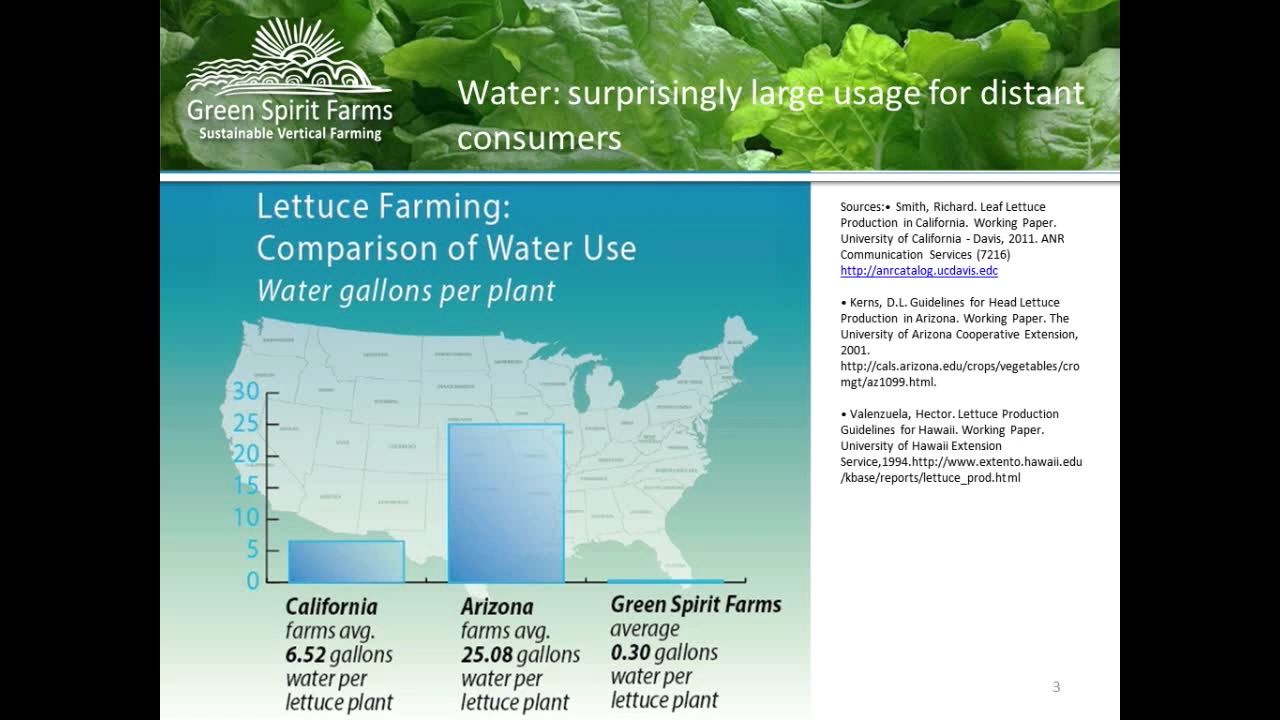 Green Spirit Farms
Sustainable Vertical Farming
Water: surprisingly large usage for distant
consumers
Lettuce Farming:
Comparison of Water Use
Water gallons per plant
30
25
20
15
10
5
0
California
farms avg.
6.52 gallons
water per
lettuce plant
Arizona
farms avg.
25.08 gallons
water per
lettuce plant
Green Spirit Farms
average
0.30 gallons
water per
lettuce plant
Sources:• Smith, Richard. Leaf Lettuce
Production in California. Working Paper.
University of California - Davis, 2011. ANR
Communication Services (7216)
http://anrcatalog.ucdavis.edc
• Kerns, D.L. Guidelines for Head Lettuce
Production in Arizona. Working Paper. The
University of Arizona Cooperative Extension,
2001.
http://cals.arizona.edu/crops/vegetables/cro
mgt/az1099.html.
• Valenzuela, Hector. Lettuce Production
Guidelines for Hawaii. Working Paper.
University of Hawaii Extension
Service,1994.http://www.extento.hawaii.edu
/kbase/reports/lettuce_prod.html
3